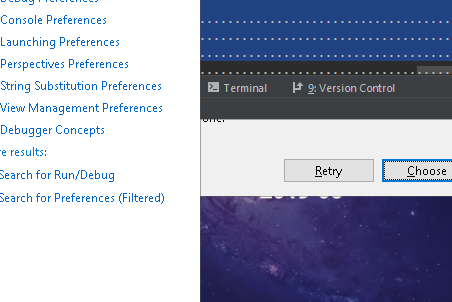 Debug Preferences
Console Preferences
Launching Preferences
Perspectives Preferences
String Substitution Preferences
View Management Preferences
Debugger Concepts
re results:
Search for Run/Debug
Search for Preferences (Filtered)
Terminal
9: Version Control
one.
Retry
Choose